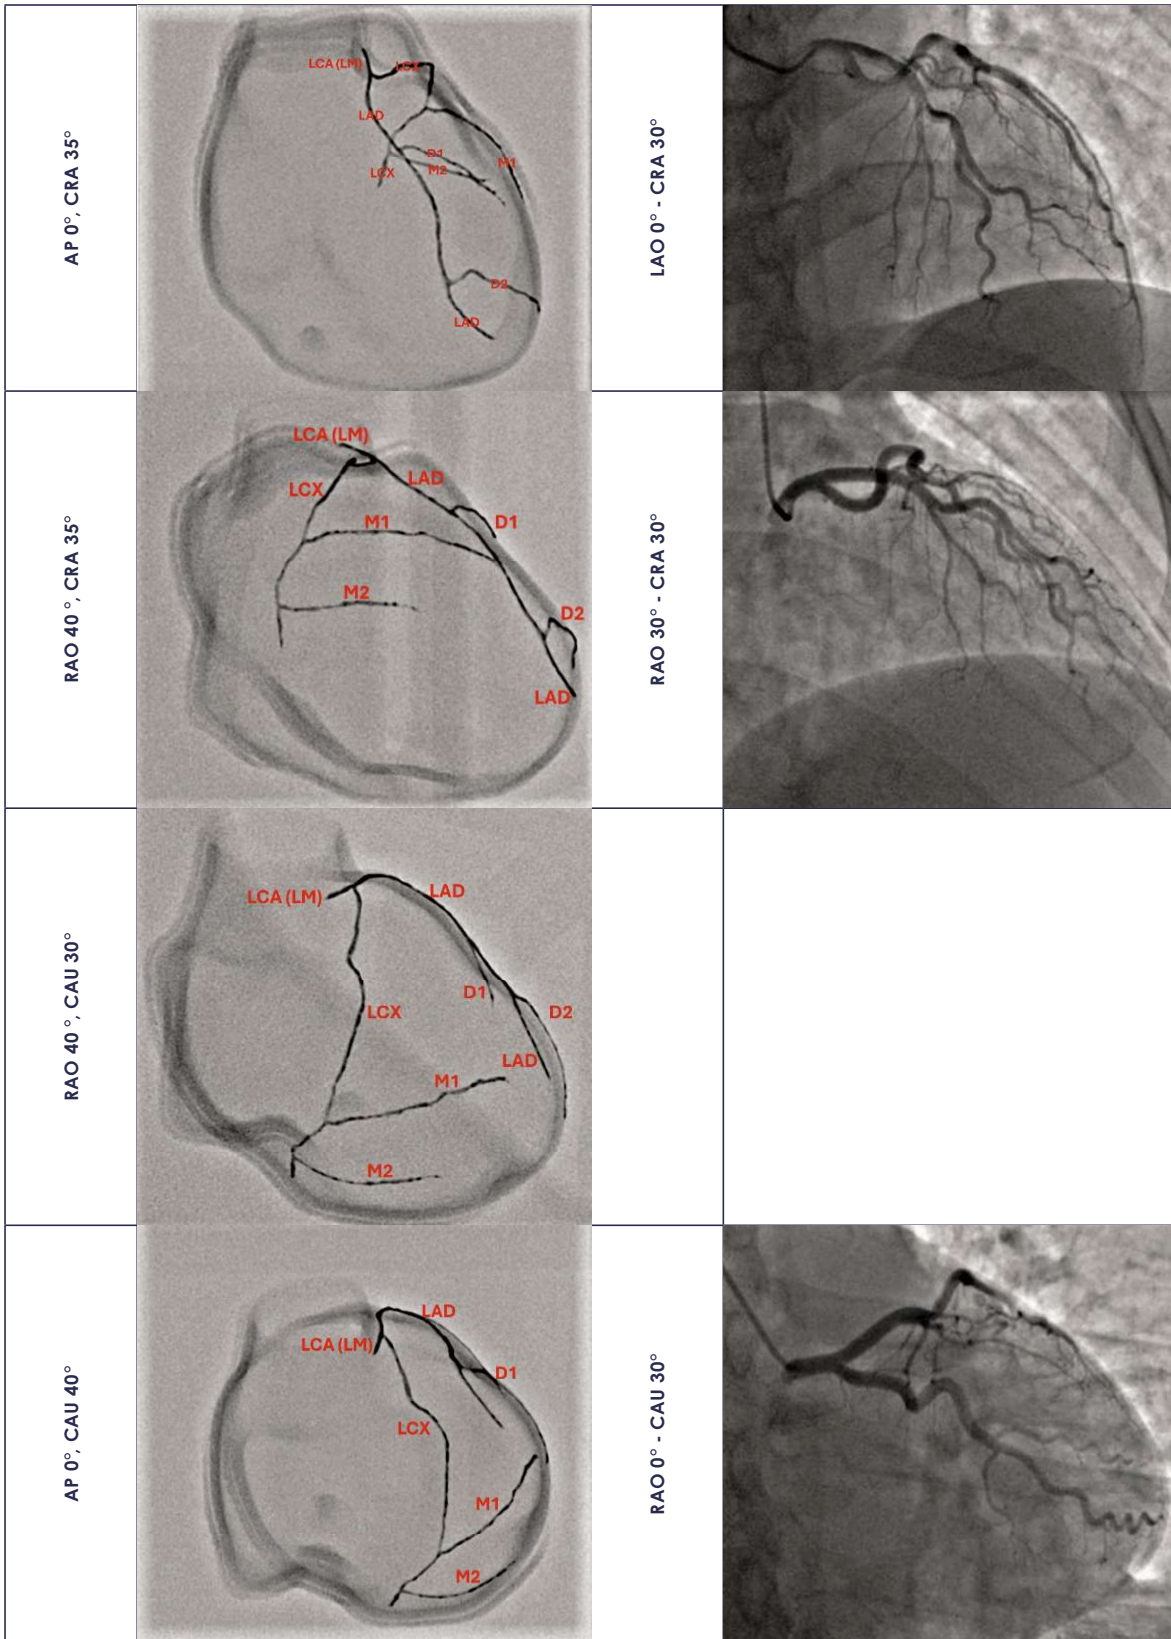 AP 0°, CRA 35°
LCA (LM)
LCX
LAD
D1
M1
M2
LCX
D2
LAD
LAO 0° - CRA 30°
RAO 40 °, CRA 35°
LCA (LM)
LAD
LCX
M1
D1
M2
D2
LAD
RAO 30° - CRA 30°
RAO 40 °, CAU 30°
LCA (LM)
LAD
D1
LCX
D2
LAD
M1
M2
AP 0°, CAU 40°
LAD
LCA (LM)
D1
LCX
M1
M2
RAO 0° - CAU 30°